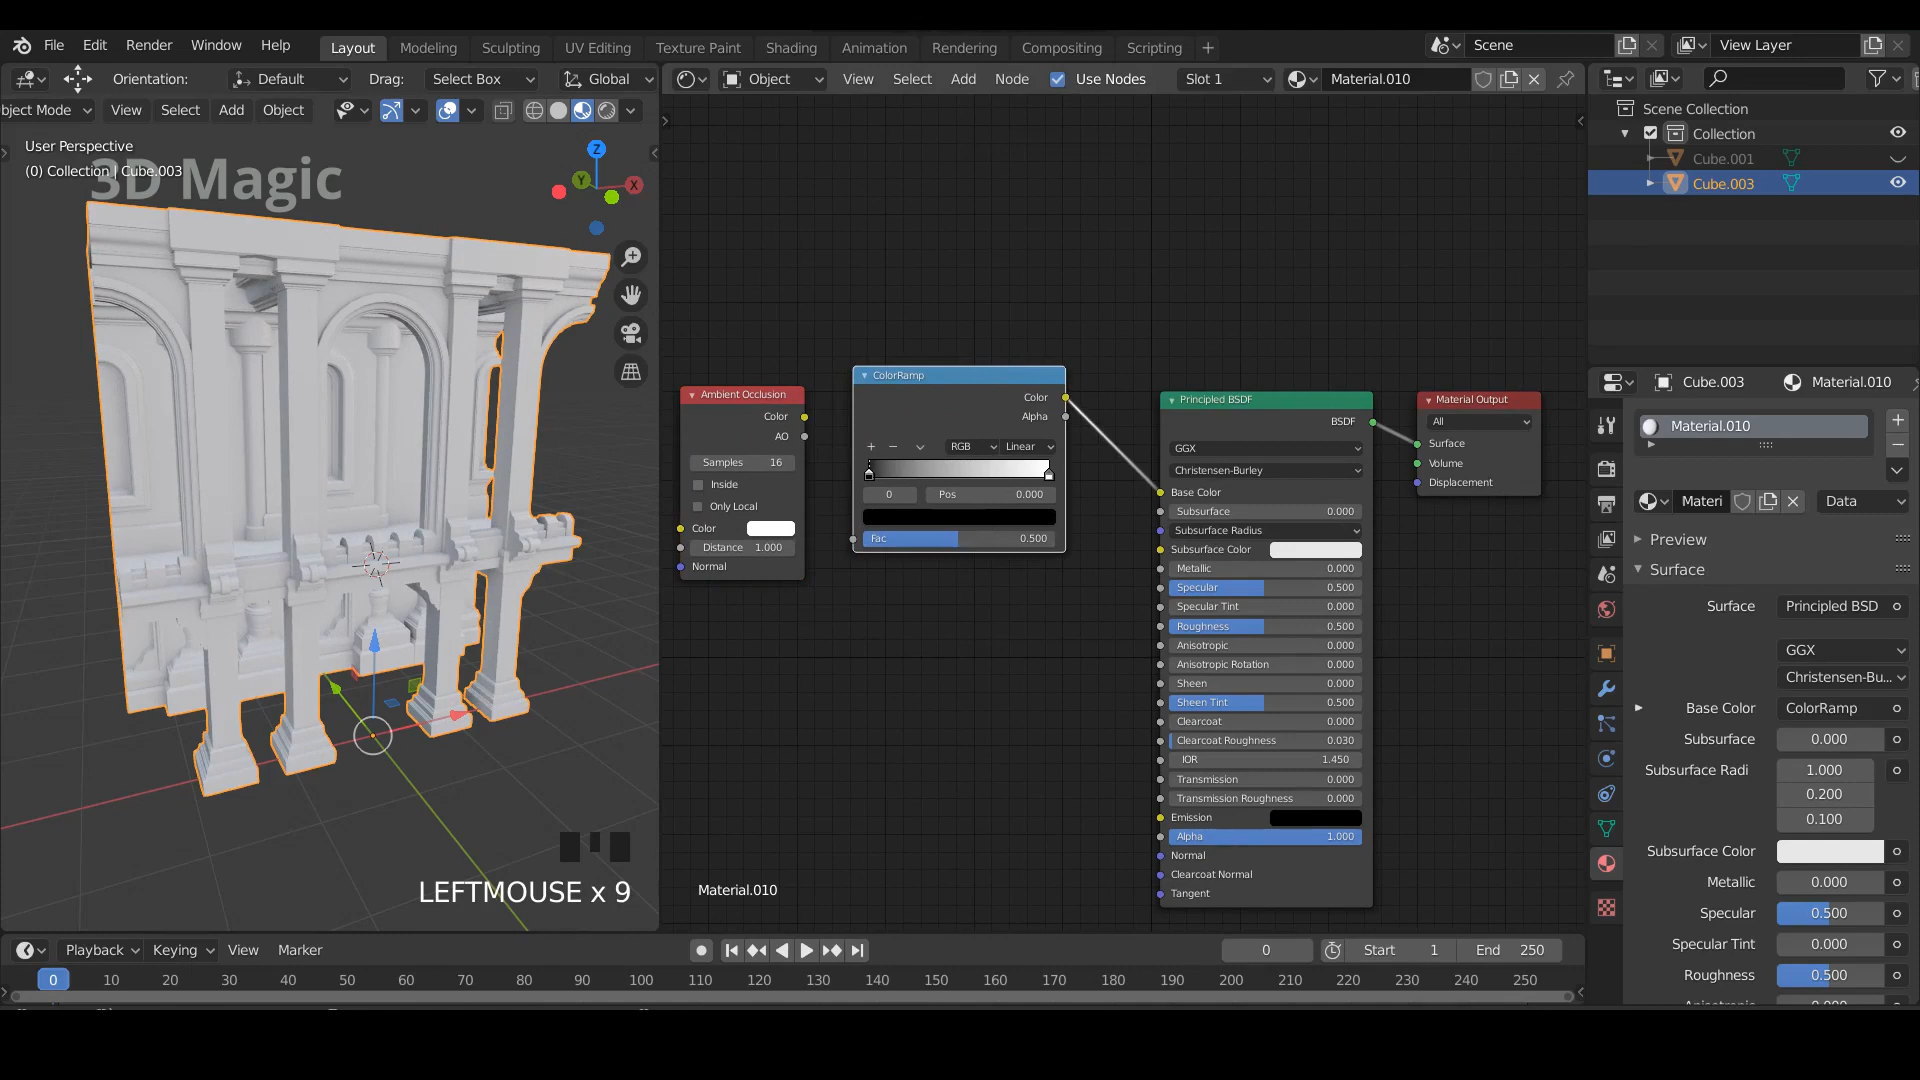 File Edit Render Window Help Layout Modeling Sculpting UV Editing Texture Paint Shading Animation Rendering Compositing Scripting + Scene View Layer
Orientation: Default Drag: Select Box Global Object View Select Add Node Use Nodes Slot 1 Material.010
bject Mode View Select Add Object
User Perspective
(0) Collection | Cube.003
3D Magic
Z
Y
X
LEFTMOUSE x 9
Ambient Occlusion
Color
AO
Samples 16
Inside
Only Local
Color
Distance 1.000
Normal
ColorRamp
Color
Alpha
+ − RGB Linear
0 Pos 0.000
Fac 0.500
Principled BSDF
BSDF
GGX
Christensen-Burley
Base Color
Subsurface 0.000
Subsurface Radius
Subsurface Color
Metallic 0.000
Specular 0.500
Specular Tint 0.000
Roughness 0.500
Anisotropic 0.000
Anisotropic Rotation 0.000
Sheen 0.000
Sheen Tint 0.500
Clearcoat 0.000
Clearcoat Roughness 0.030
IOR 1.450
Transmission 0.000
Transmission Roughness 0.000
Emission
Alpha 1.000
Normal
Clearcoat Normal
Tangent
Material Output
All
Surface
Volume
Displacement
Material.010
Scene Collection
Collection
Cube.001
Cube.003
Cube.003 Material.010
Material.010
Materi Data
Preview
Surface
Surface Principled BSD
GGX
Christensen-Bu...
Base Color ColorRamp
Subsurface 0.000
Subsurface Radi 1.000
0.200
0.100
Subsurface Color
Metallic 0.000
Specular 0.500
Specular Tint 0.000
Roughness 0.500
Playback Keying View Marker 0 Start 1 End 250
0 10 20 30 40 50 60 70 80 90 100 110 120 130 140 150 160 170 180 190 200 210 220 230 240 250